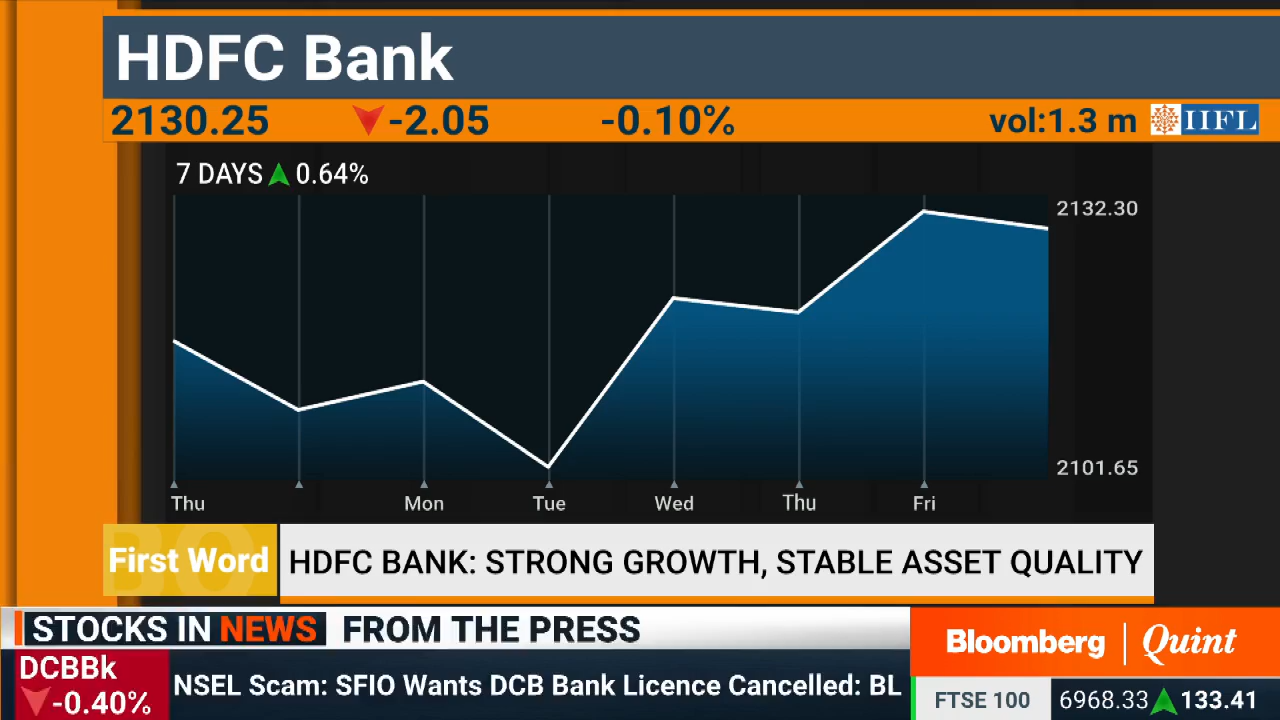 HDFC Bank
2130.25 -2.05 -0.10% vol:1.3 m IIFL
7 DAYS 0.64%
2132.30
2101.65
Thu Mon Tue Wed Thu Fri
First Word HDFC BANK: STRONG GROWTH, STABLE ASSET QUALITY
STOCKS IN NEWS FROM THE PRESS
Bloomberg | Quint
DCBBk
-0.40%
NSEL Scam: SFIO Wants DCB Bank Licence Cancelled: BL
FTSE 100 6968.33 133.41